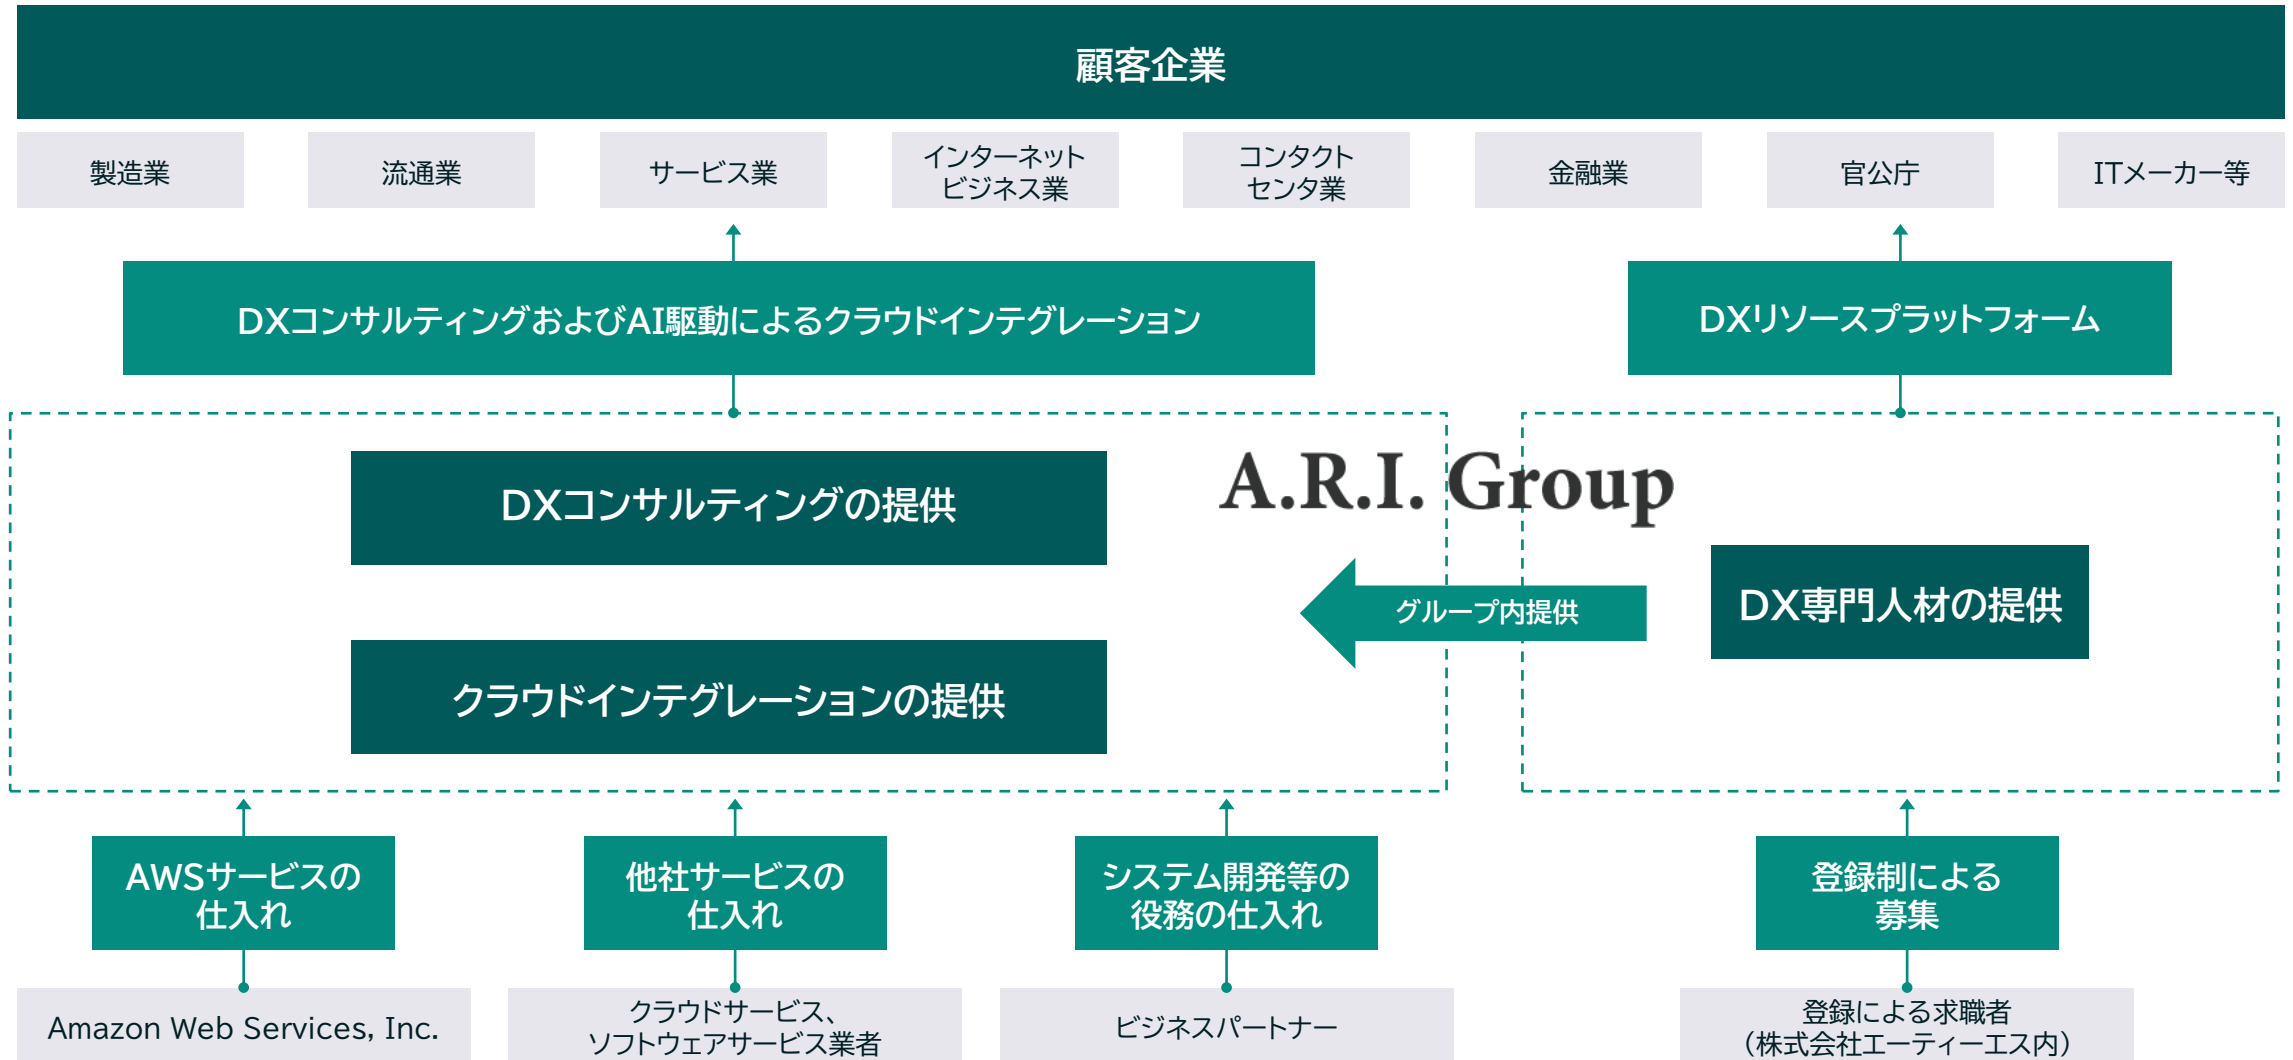 顧客企業
製造業
流通業
サービス業
インターネット
ビジネス業
コンタクト
センタ業
金融業
官公庁
ITメーカー等
DXコンサルティングおよびAI駆動によるクラウドインテグレーション
DXリソースプラットフォーム
A.R.I. Group
DXコンサルティングの提供
クラウドインテグレーションの提供
グループ内提供
DX専門人材の提供
AWSサービスの
仕入れ
他社サービスの
仕入れ
システム開発等の
役務の仕入れ
登録制による
募集
Amazon Web Services, Inc.
クラウドサービス、
ソフトウェアサービス業者
ビジネスパートナー
登録による求職者
（株式会社エーティーエス内）